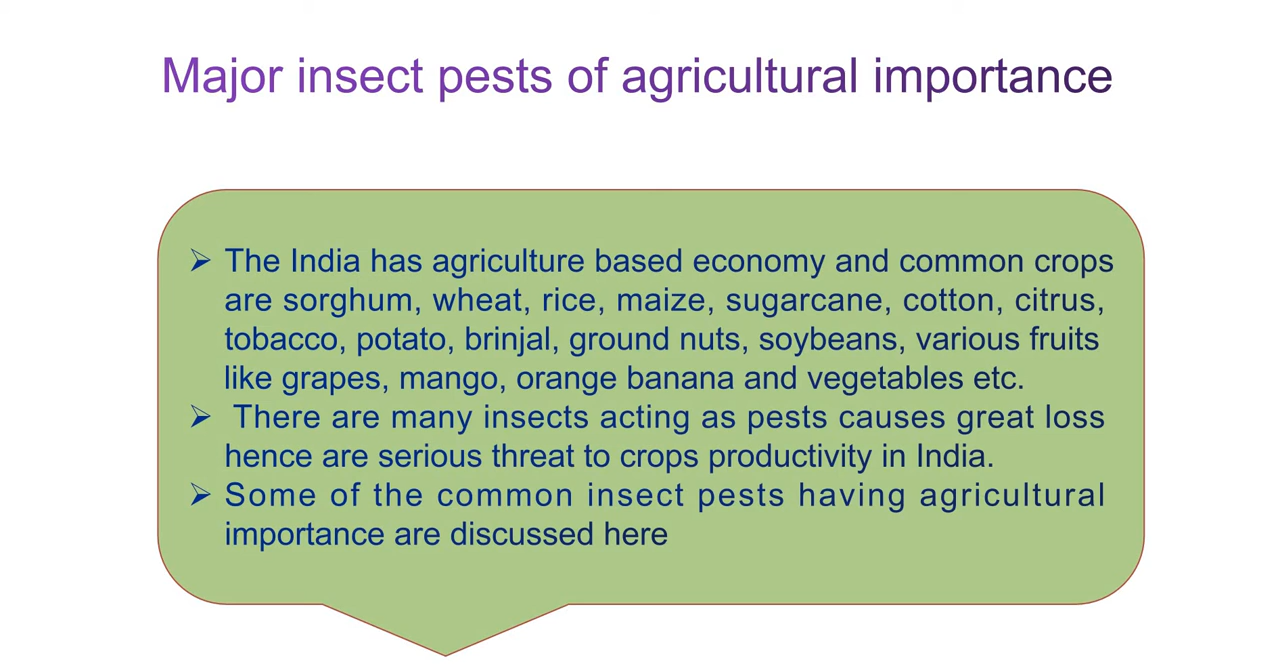 Major insect pests of agricultural importance
➢ The India has agriculture based economy and common crops
are sorghum, wheat, rice, maize, sugarcane, cotton, citrus,
tobacco, potato, brinjal, ground nuts, soybeans, various fruits
like grapes, mango, orange banana and vegetables etc.
➢ There are many insects acting as pests causes great loss
hence are serious threat to crops productivity in India.
➢ Some of the common insect pests having agricultural
importance are discussed here